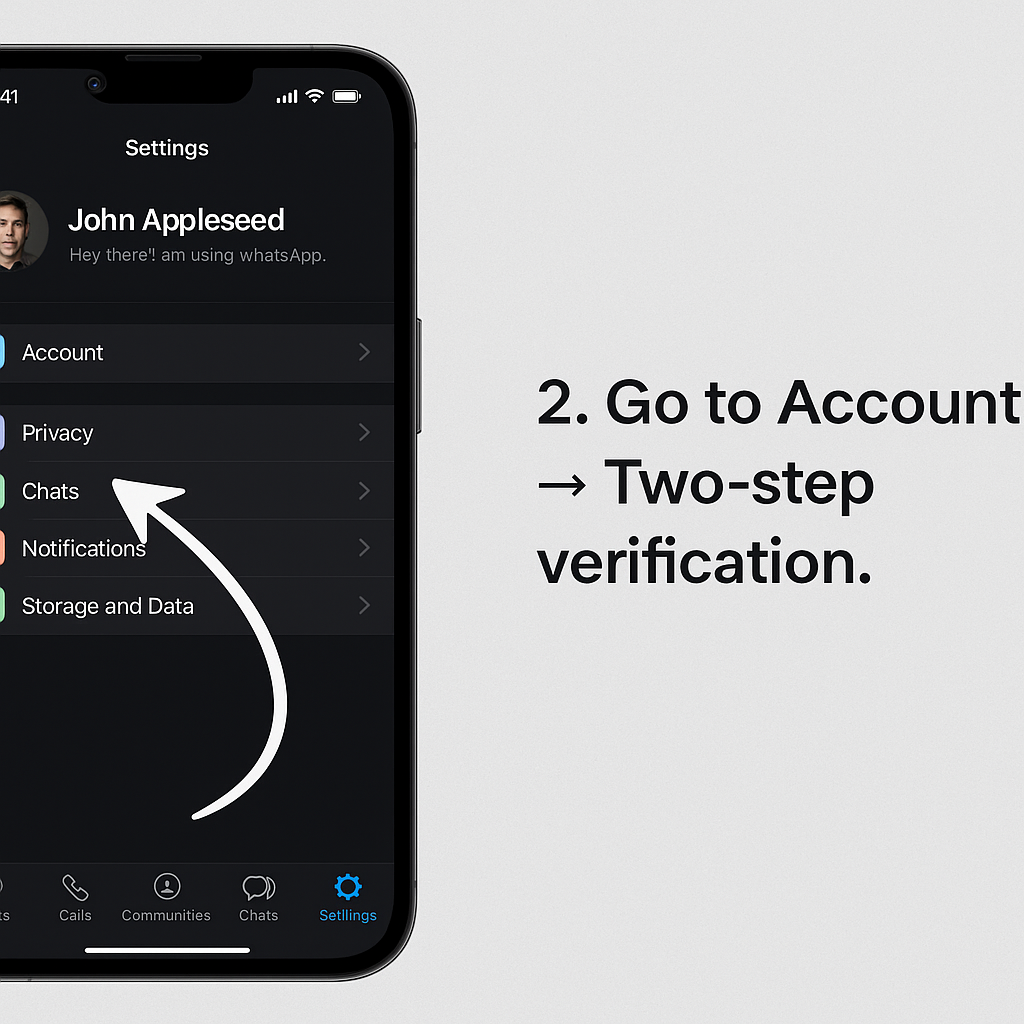 41
Settings
John Appleseed
Hey there'! am using whatsApp.
Account
Privacy
Chats
Notifications
Storage and Data
ts
Cails
Communities
Chats
Setllings
2. Go to Account
→ Two-step
verification.